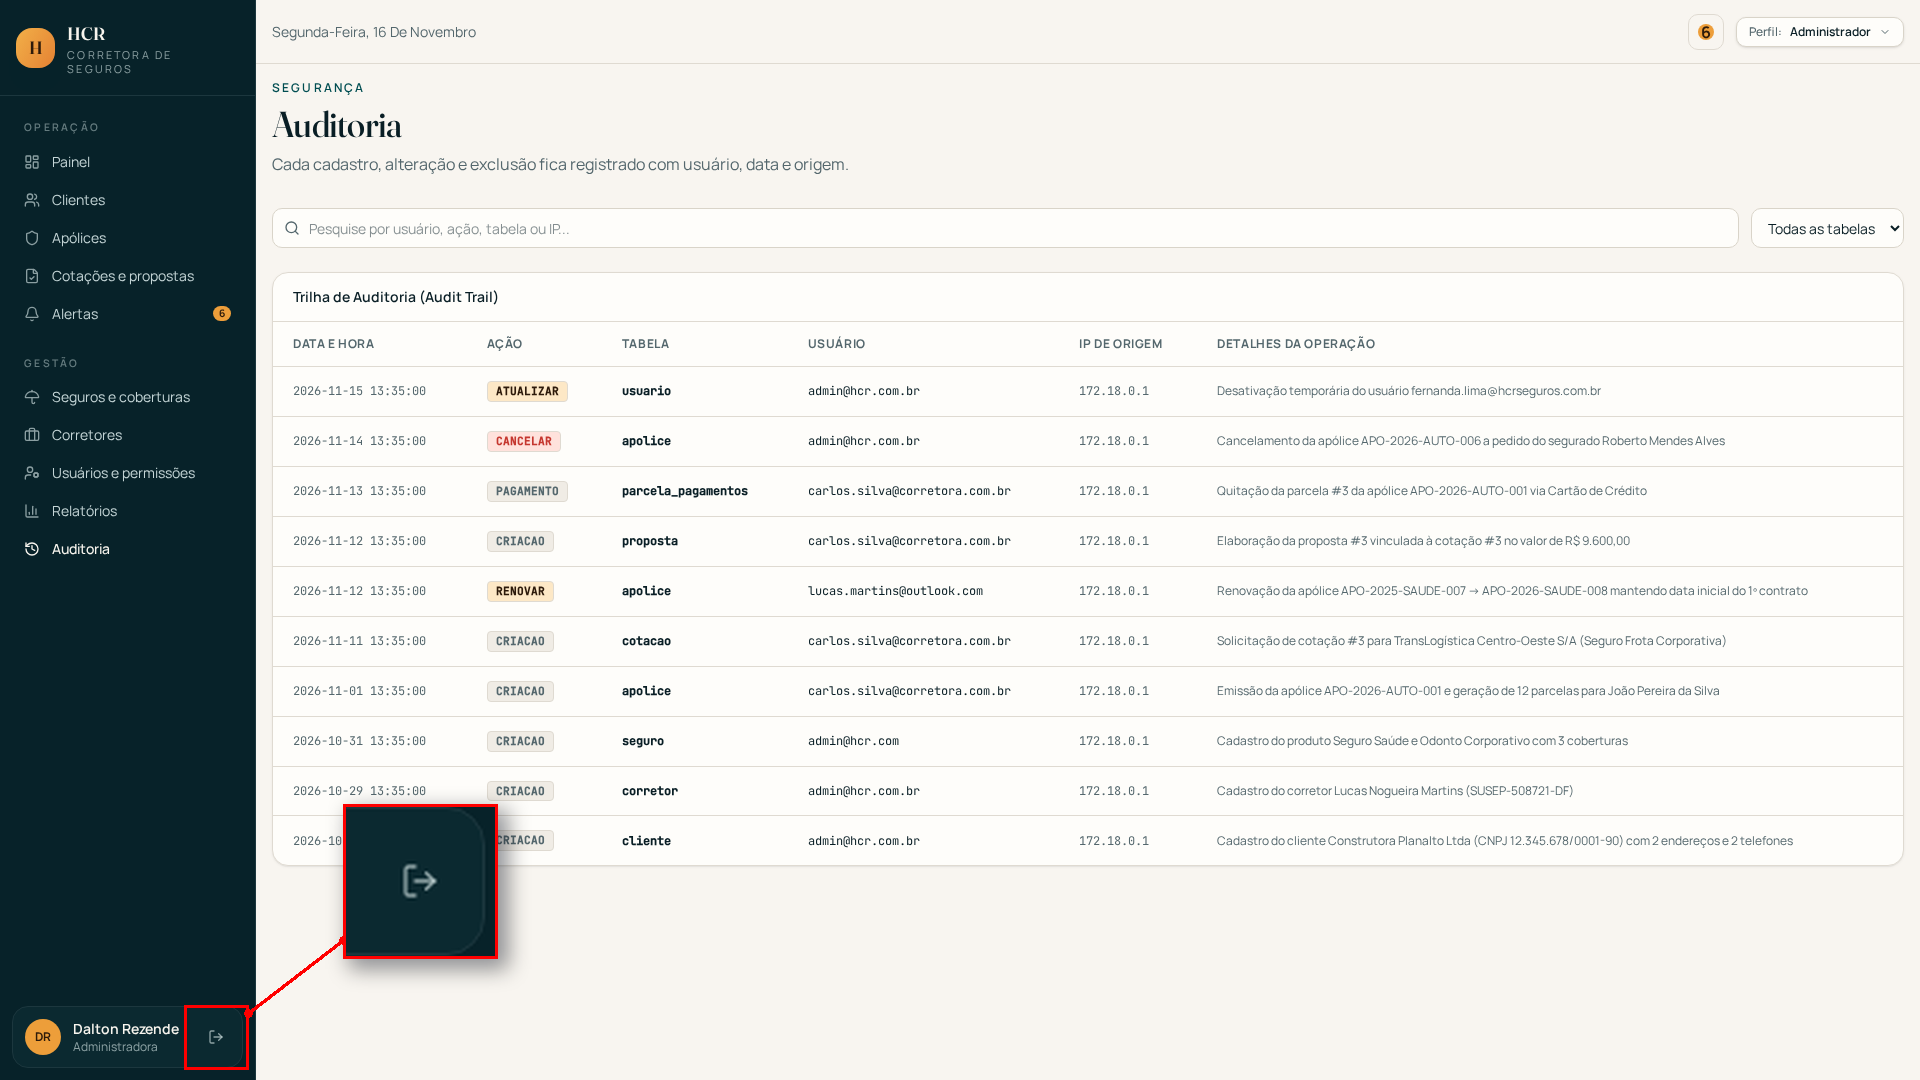 H
HCR
CORRETORA DE
SEGUROS
OPERAÇÃO
Painel
Clientes
Apólices
Cotações e propostas
Alertas 6
GESTÃO
Seguros e coberturas
Corretores
Usuários e permissões
Relatórios
Auditoria
DR
Dalton Rezende
Administradora
Segunda-Feira, 16 De Novembro
6
Perfil: Administrador
SEGURANÇA
Auditoria
Cada cadastro, alteração e exclusão fica registrado com usuário, data e origem.
Pesquise por usuário, ação, tabela ou IP...
Todas as tabelas
Trilha de Auditoria (Audit Trail)
DATA E HORA AÇÃO TABELA USUÁRIO IP DE ORIGEM DETALHES DA OPERAÇÃO
2026-11-15 13:35:00 ATUALIZAR usuario admin@hcr.com.br 172.18.0.1 Desativação temporária do usuário fernanda.lima@hcrseguros.com.br
2026-11-14 13:35:00 CANCELAR apolice admin@hcr.com.br 172.18.0.1 Cancelamento da apólice APO-2026-AUTO-006 a pedido do segurado Roberto Mendes Alves
2026-11-13 13:35:00 PAGAMENTO parcela_pagamentos carlos.silva@corretora.com.br 172.18.0.1 Quitação da parcela #3 da apólice APO-2026-AUTO-001 via Cartão de Crédito
2026-11-12 13:35:00 CRIACAO proposta carlos.silva@corretora.com.br 172.18.0.1 Elaboração da proposta #3 vinculada à cotação #3 no valor de R$ 9.600,00
2026-11-12 13:35:00 RENOVAR apolice lucas.martins@outlook.com 172.18.0.1 Renovação da apólice APO-2025-SAUDE-007 → APO-2026-SAUDE-008 mantendo data inicial do 1º contrato
2026-11-11 13:35:00 CRIACAO cotacao carlos.silva@corretora.com.br 172.18.0.1 Solicitação de cotação #3 para TransLogística Centro-Oeste S/A (Seguro Frota Corporativa)
2026-11-01 13:35:00 CRIACAO apolice carlos.silva@corretora.com.br 172.18.0.1 Emissão da apólice APO-2026-AUTO-001 e geração de 12 parcelas para João Pereira da Silva
2026-10-31 13:35:00 CRIACAO seguro admin@hcr.com 172.18.0.1 Cadastro do produto Seguro Saúde e Odonto Corporativo com 3 coberturas
2026-10-29 13:35:00 CRIACAO corretor admin@hcr.com.br 172.18.0.1 Cadastro do corretor Lucas Nogueira Martins (SUSEP-508721-DF)
2026-10 CRIACAO cliente admin@hcr.com.br 172.18.0.1 Cadastro do cliente Construtora Planalto Ltda (CNPJ 12.345.678/0001-90) com 2 endereços e 2 telefones